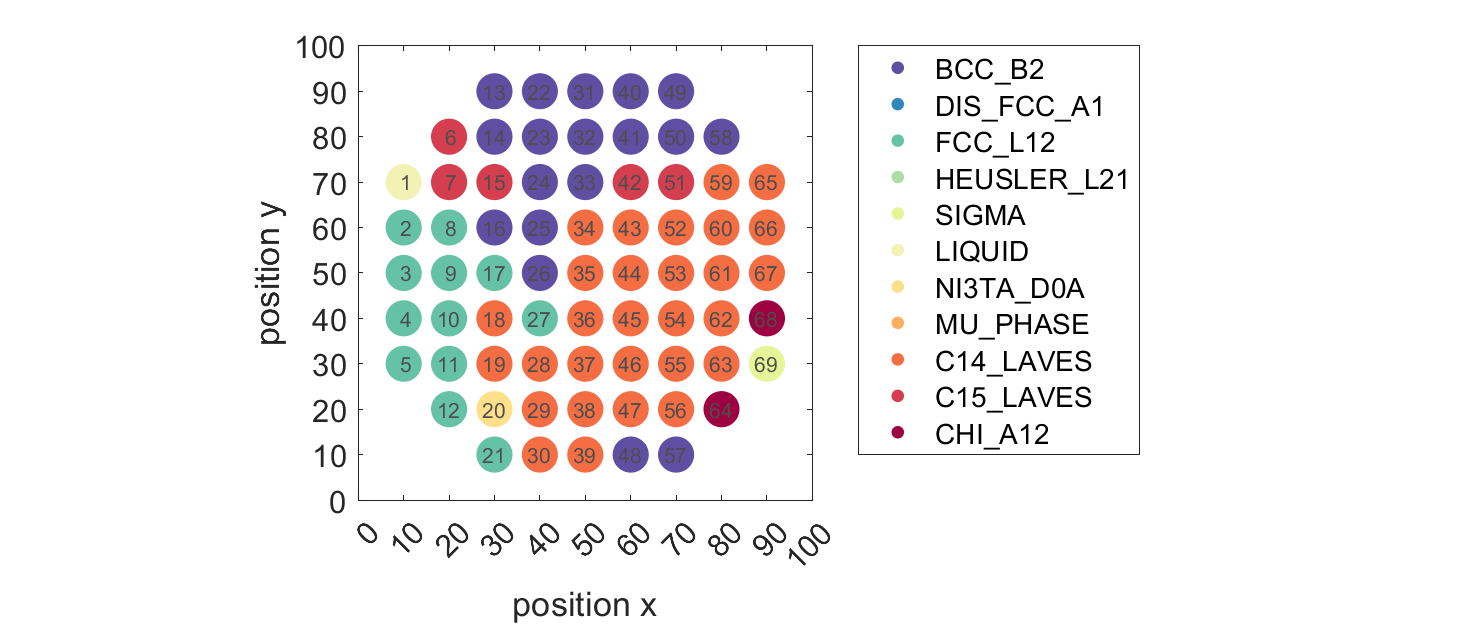 100
90
80
70
60
50
40
30
20
10
0
position y
13 22 31 40 49
6 14 23 32 41 50 58
1 7 15 24 33 42 51 59 65
2 8 16 25 34 43 52 60 66
3 9 17 26 35 44 53 61 67
4 10 18 27 36 45 54 62 68
5 11 19 28 37 46 55 63 69
12 20 29 38 47 56 64
21 30 39 48 57
0 10 20 30 40 50 60 70 80 90 100
position x
BCC_B2
DIS_FCC_A1
FCC_L12
HEUSLER_L21
SIGMA
LIQUID
NI3TA_D0A
MU_PHASE
C14_LAVES
C15_LAVES
CHI_A12